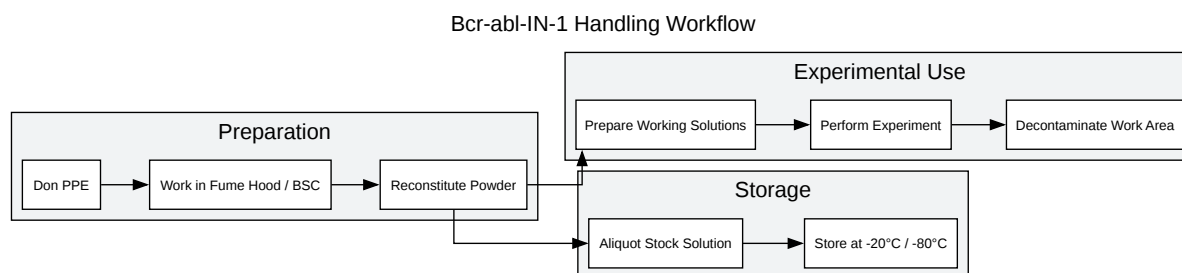 Bcr-abl-IN-1 Handling Workflow
Preparation
Don PPE
Work in Fume Hood / BSC
Reconstitute Powder
Experimental Use
Prepare Working Solutions
Perform Experiment
Decontaminate Work Area
Storage
Aliquot Stock Solution
Store at -20°C / -80°C